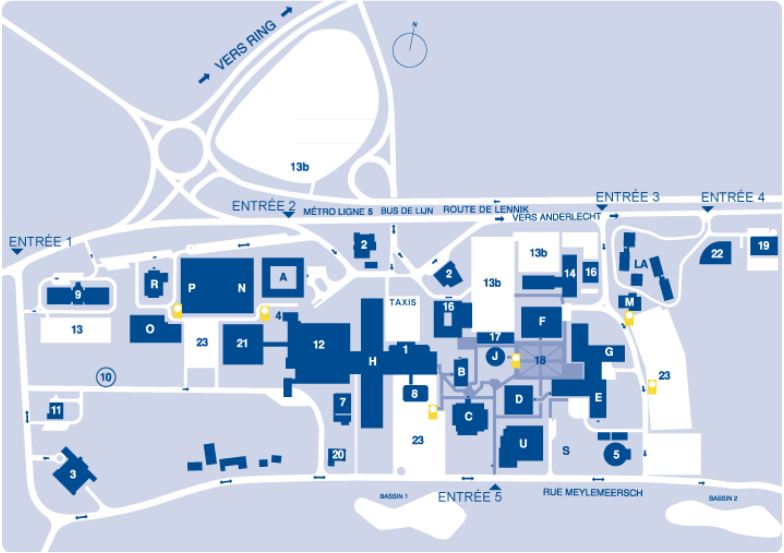 N
VERS RING
13b
ENTRÉE 2
MÉTRO LIGNE 5
BUS DE LIJN
ROUTE DE LENNIK
VERS ANDERLECHT
ENTRÉE 3
ENTRÉE 4
ENTRÉE 1
2
13b
LA
22
19
R
P
N
A
2
13b
14
16
9
4
TAXIS
16
M
13
O
23
21
12
H
1
17
J
F
18
G
10
B
8
23
11
7
C
D
E
3
20
23
U
S
5
BASSIN 1
ENTRÉE 5
RUE MEYLEMEERSCH
BASSIN 2